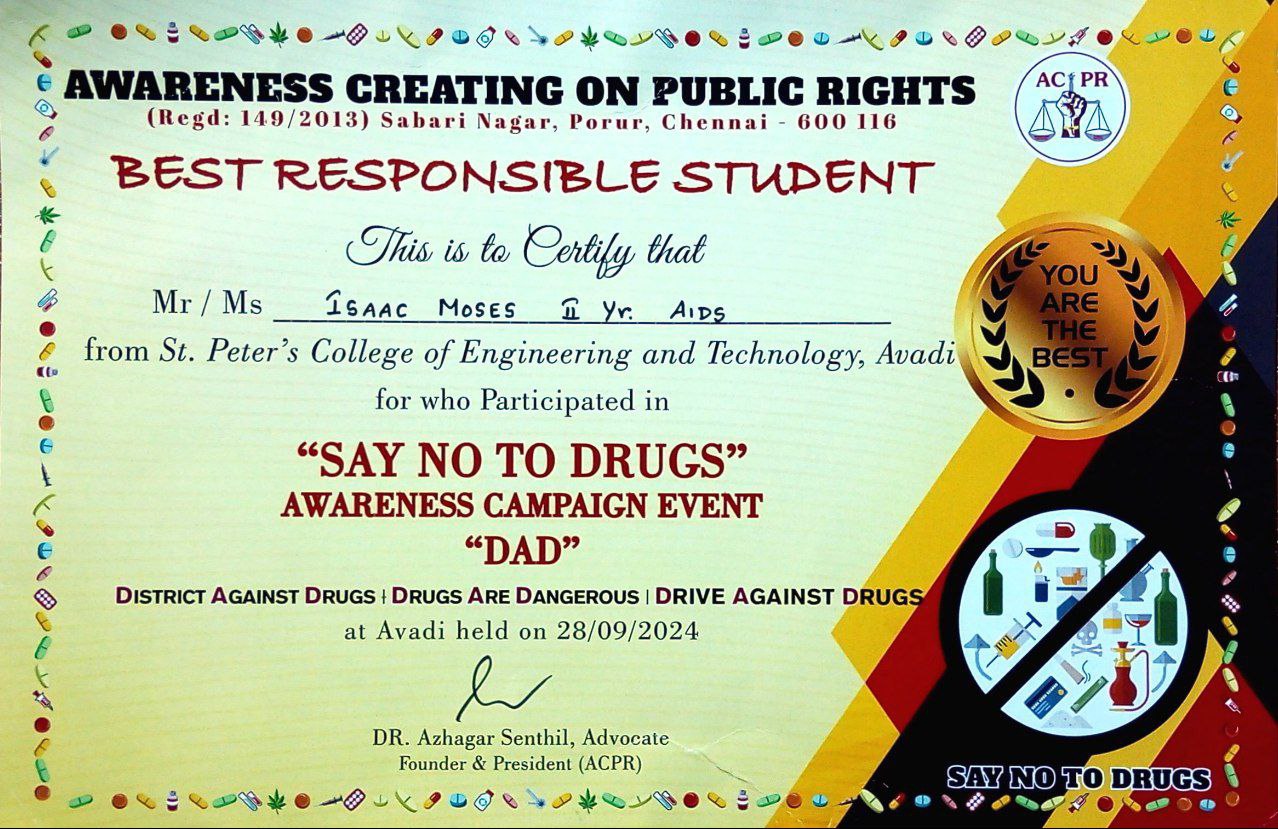 AWARENESS CREATING ON PUBLIC RIGHTS
(Regd: 149/2013) Sabari Nagar, Porur, Chennai - 600 116
AC PR
BEST RESPONSIBLE STUDENT
This is to Certify that
Mr / Ms ISAAC MOSES II Yr. AIDS
from St. Peter's College of Engineering and Technology, Avadi
YOU
ARE
THE
BEST
for who Participated in
“SAY NO TO DRUGS”
AWARENESS CAMPAIGN EVENT
“DAD”
DISTRICT AGAINST DRUGS | DRUGS ARE DANGEROUS | DRIVE AGAINST DRUGS
at Avadi held on 28/09/2024
DR. Azhagar Senthil, Advocate
Founder & President (ACPR)
SAY NO TO DRUGS